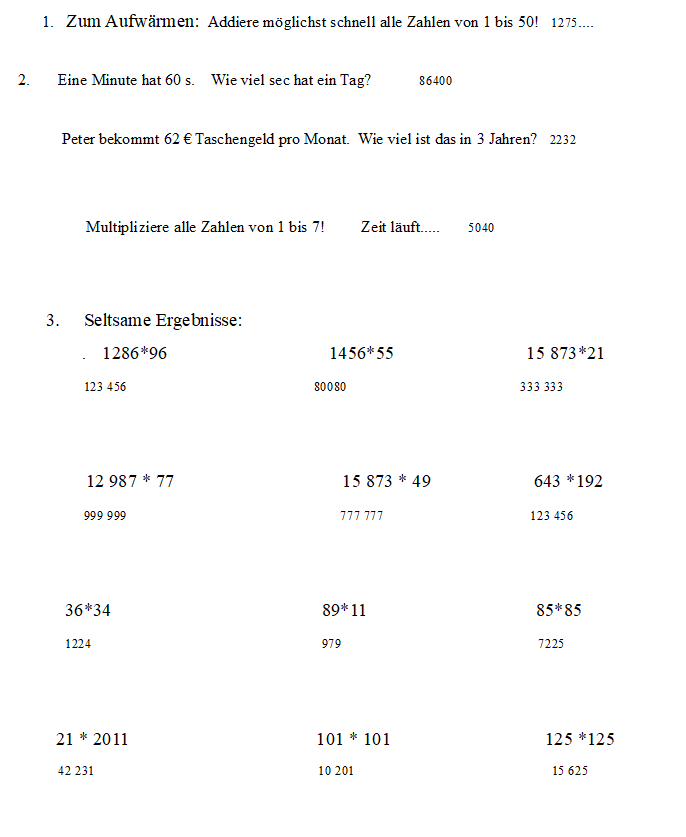 1. Zum Aufwärmen: Addiere möglichst schnell alle Zahlen von 1 bis 50! 1275....
2. Eine Minute hat 60 s. Wie viel sec hat ein Tag? 86400
Peter bekommt 62 € Taschengeld pro Monat. Wie viel ist das in 3 Jahren? 2232
Multipliziere alle Zahlen von 1 bis 7! Zeit läuft..... 5040
3. Seltsame Ergebnisse:
. 1286*96 1456*55 15 873*21
123 456 80080 333 333
12 987 * 77 15 873 * 49 643 *192
999 999 777 777 123 456
36*34 89*11 85*85
1224 979 7225
21 * 2011 101 * 101 125 *125
42 231 10 201 15 625